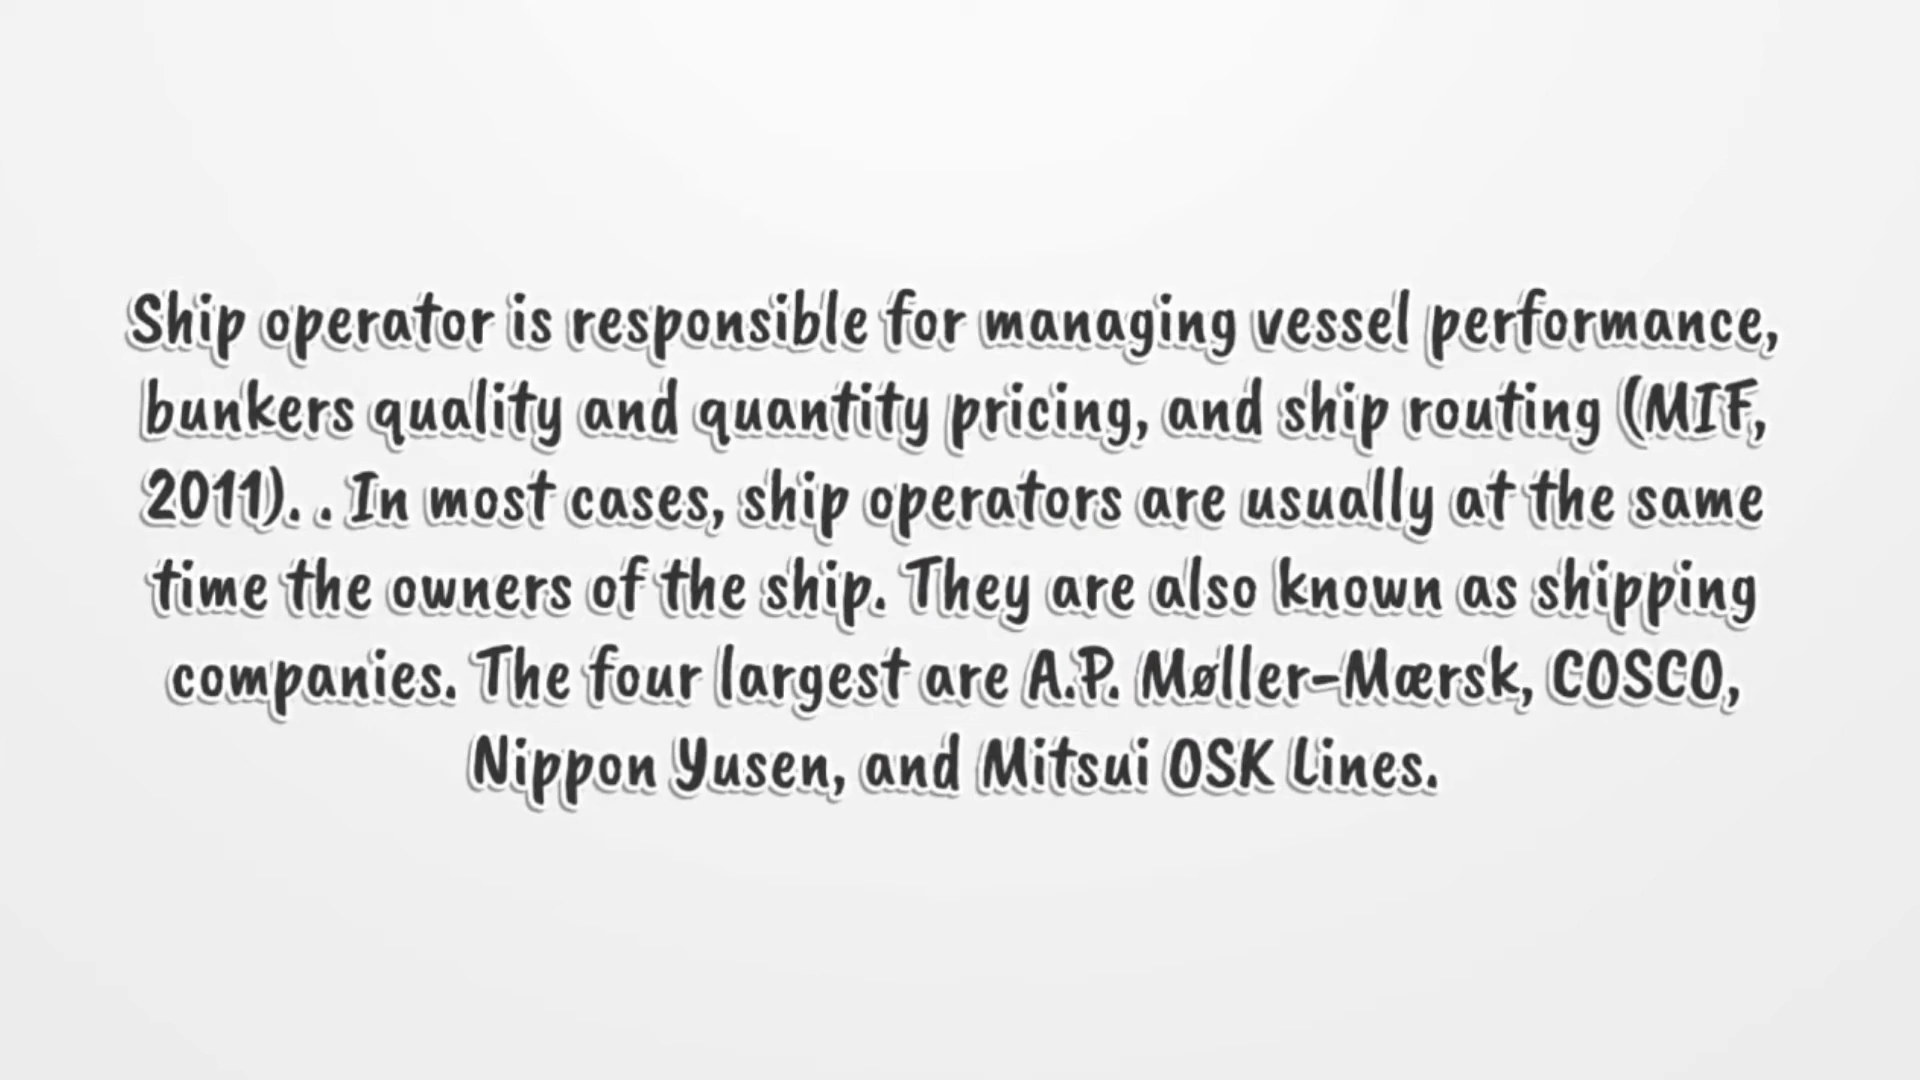 Ship operator is responsible for managing vessel performance,
bunkers quality and quantity pricing, and ship routing (MIF,
2011). . In most cases, ship operators are usually at the same
time the owners of the ship. They are also known as shipping
companies. The four largest are A.P. Møller-Mærsk, COSCO,
Nippon Yusen, and Mitsui OSK Lines.